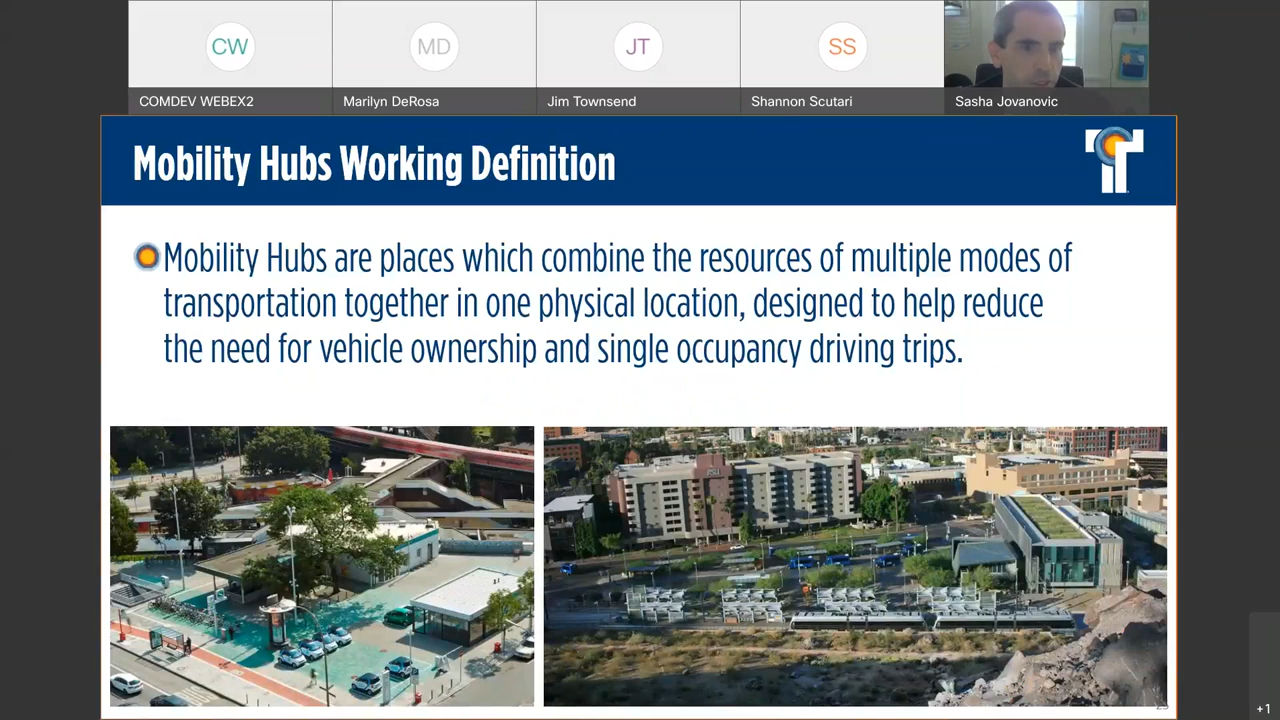 CW
MD
JT
SS
COMDEV WEBEX2
Marilyn DeRosa
Jim Townsend
Shannon Scutari
Sasha Jovanovic
Mobility Hubs Working Definition
Mobility Hubs are places which combine the resources of multiple modes of
transportation together in one physical location, designed to help reduce
the need for vehicle ownership and single occupancy driving trips.
+1